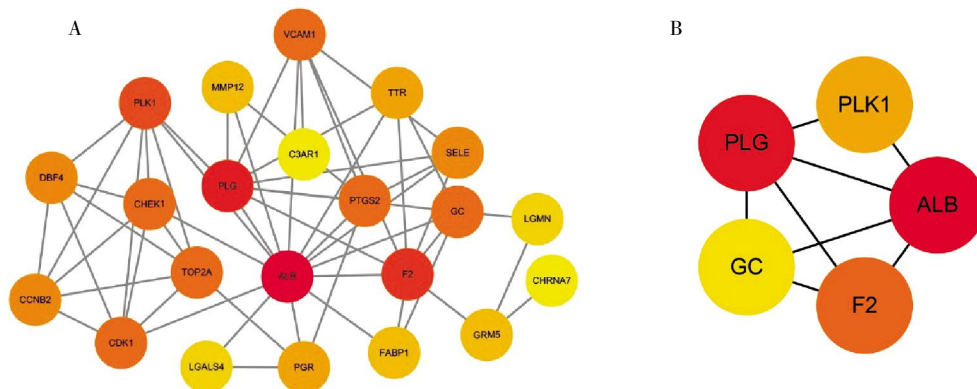 A
VCAM1
MMP12
TTR
PLK1
C3AR1
SELE
DBF4
PLG
CHEK1
PTGS2
GC
LGMN
TOP2A
ALB
F2
CHRNA7
CCNB2
CDK1
GRM5
LGALS4
PGR
FABP1
B
PLK1
PLG
ALB
GC
F2